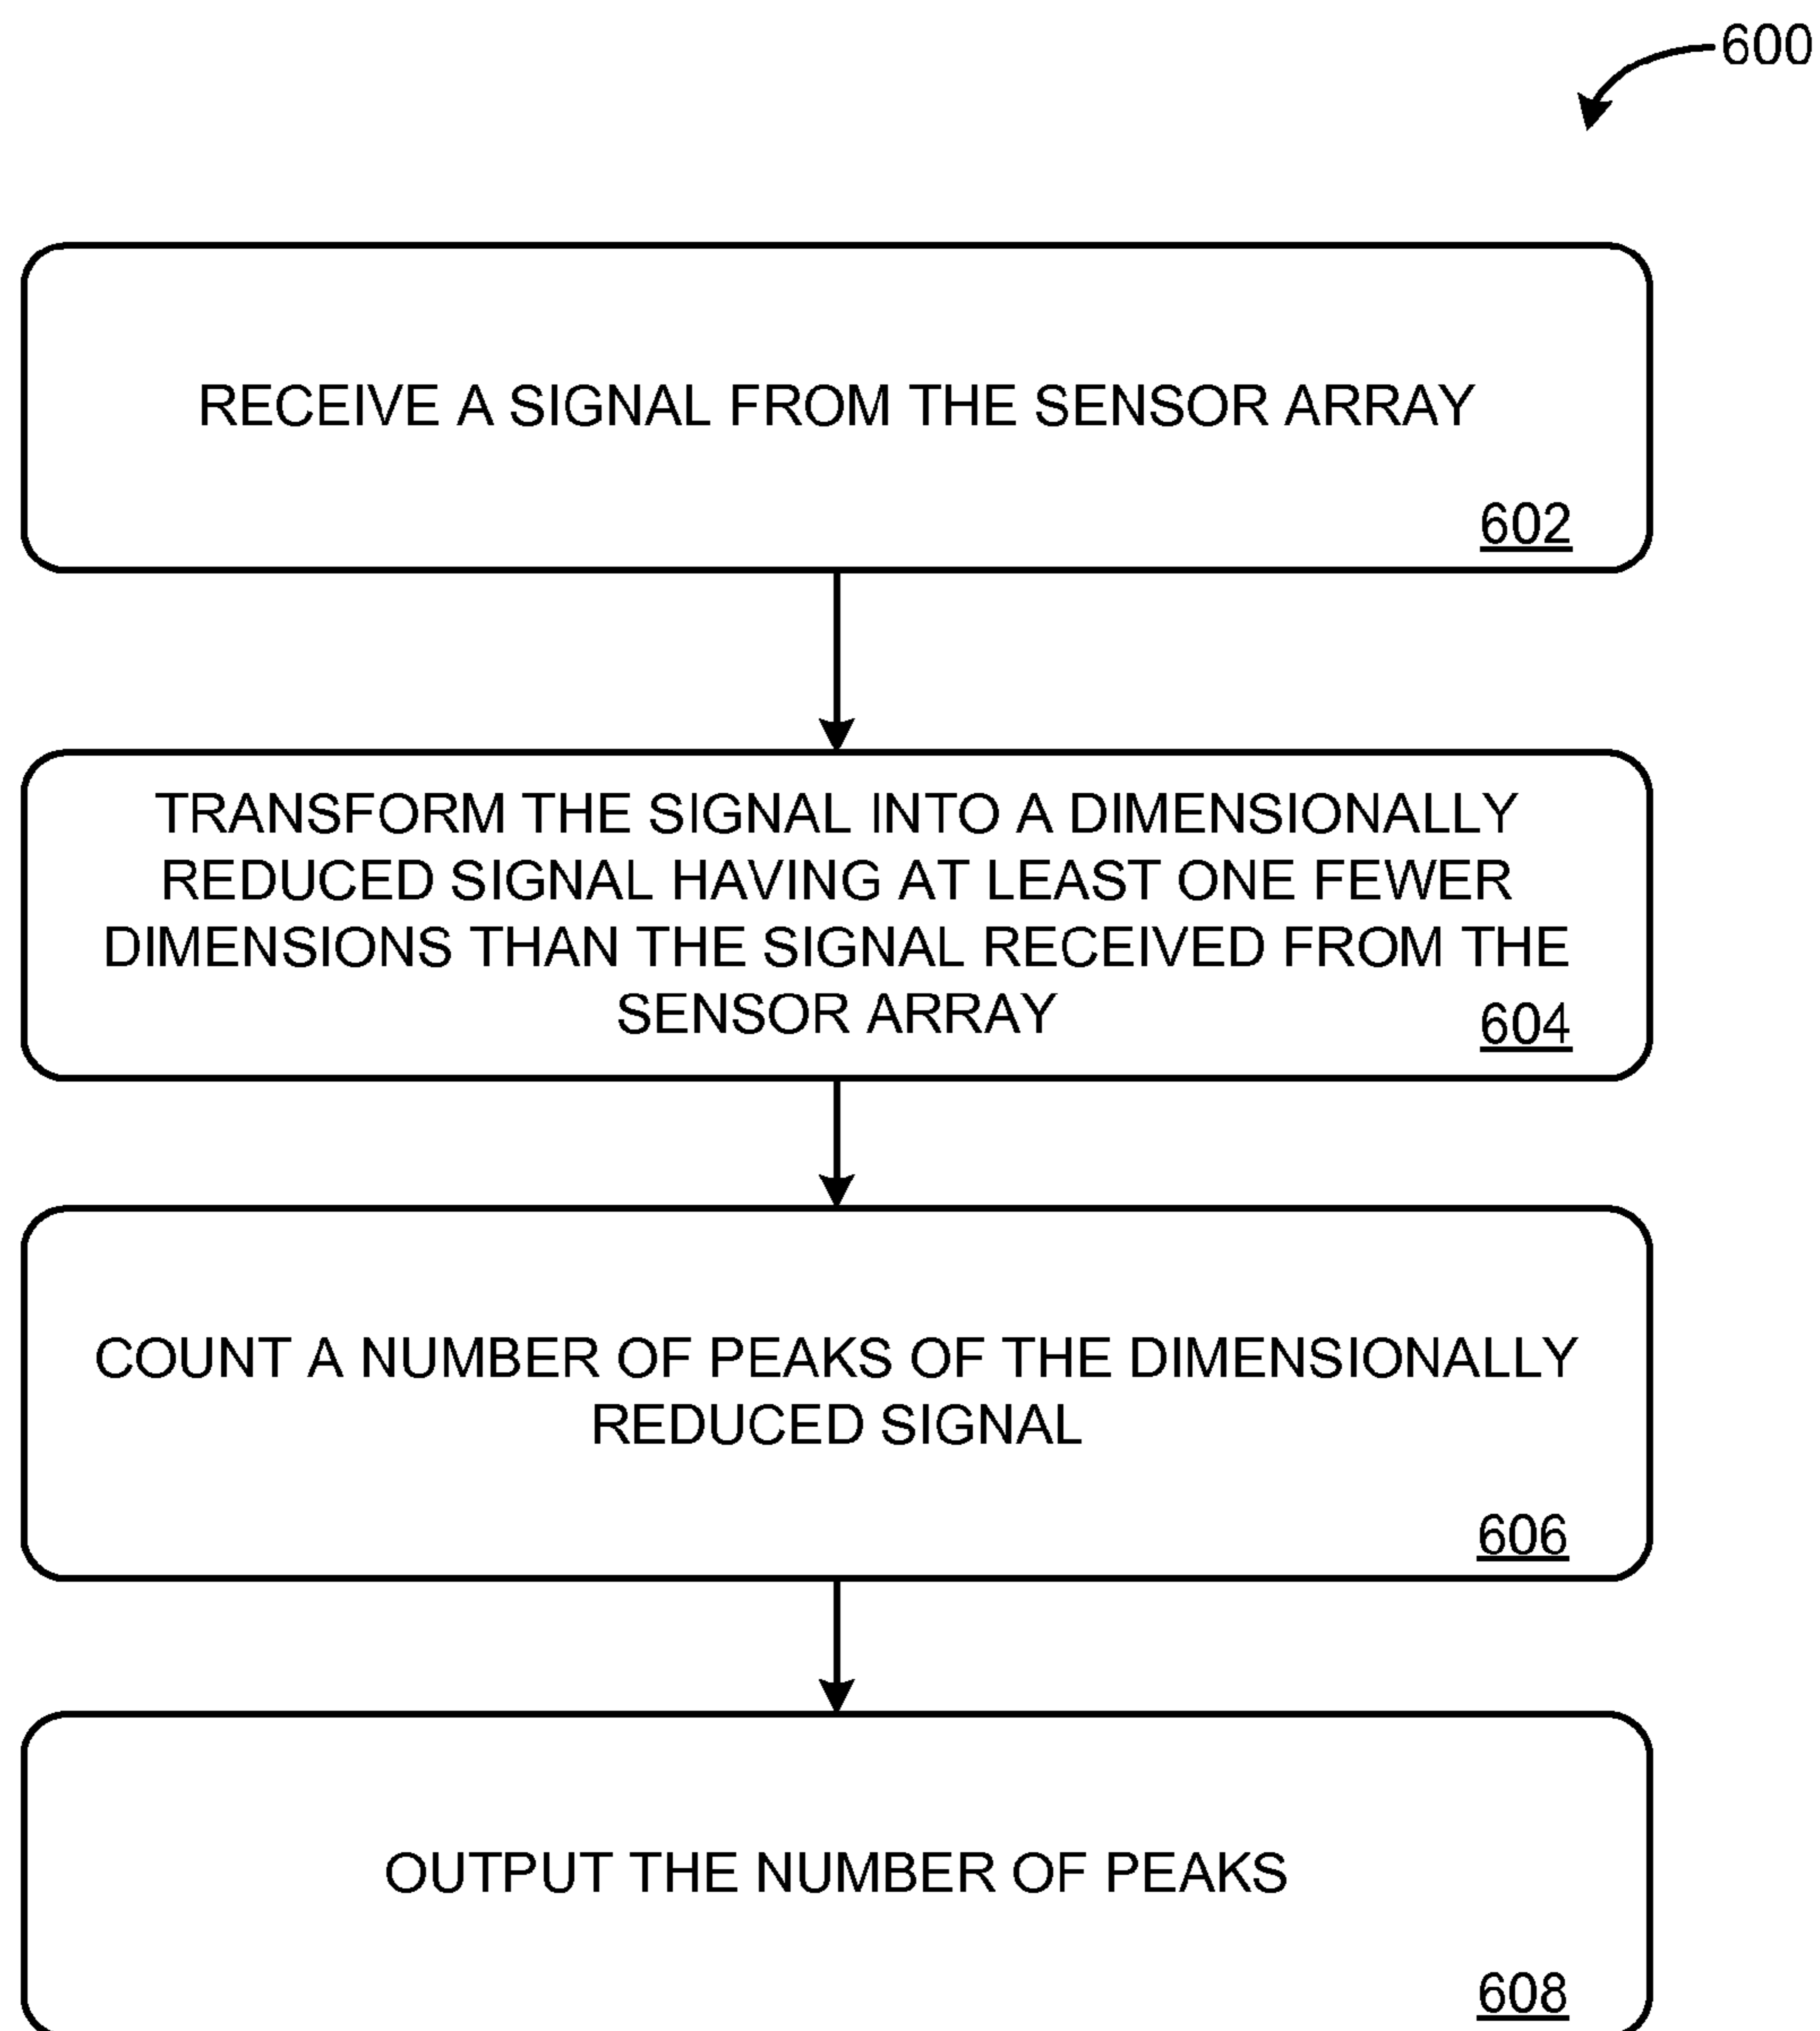 600
RECEIVE A SIGNAL FROM THE SENSOR ARRAY
602
TRANSFORM THE SIGNAL INTO A DIMENSIONALLY
REDUCED SIGNAL HAVING AT LEAST ONE FEWER
DIMENSIONS THAN THE SIGNAL RECEIVED FROM THE
SENSOR ARRAY
604
COUNT A NUMBER OF PEAKS OF THE DIMENSIONALLY
REDUCED SIGNAL
606
OUTPUT THE NUMBER OF PEAKS
608